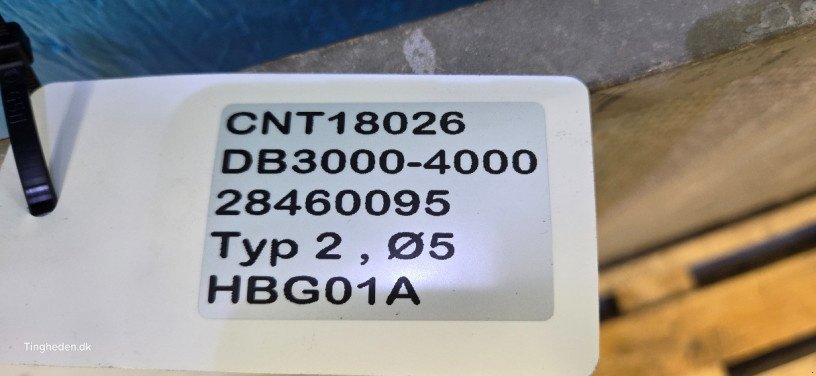 CNT18026
DB3000-4000
28460095
Typ 2 , Ø5
HBG01A
Tingheden.dk